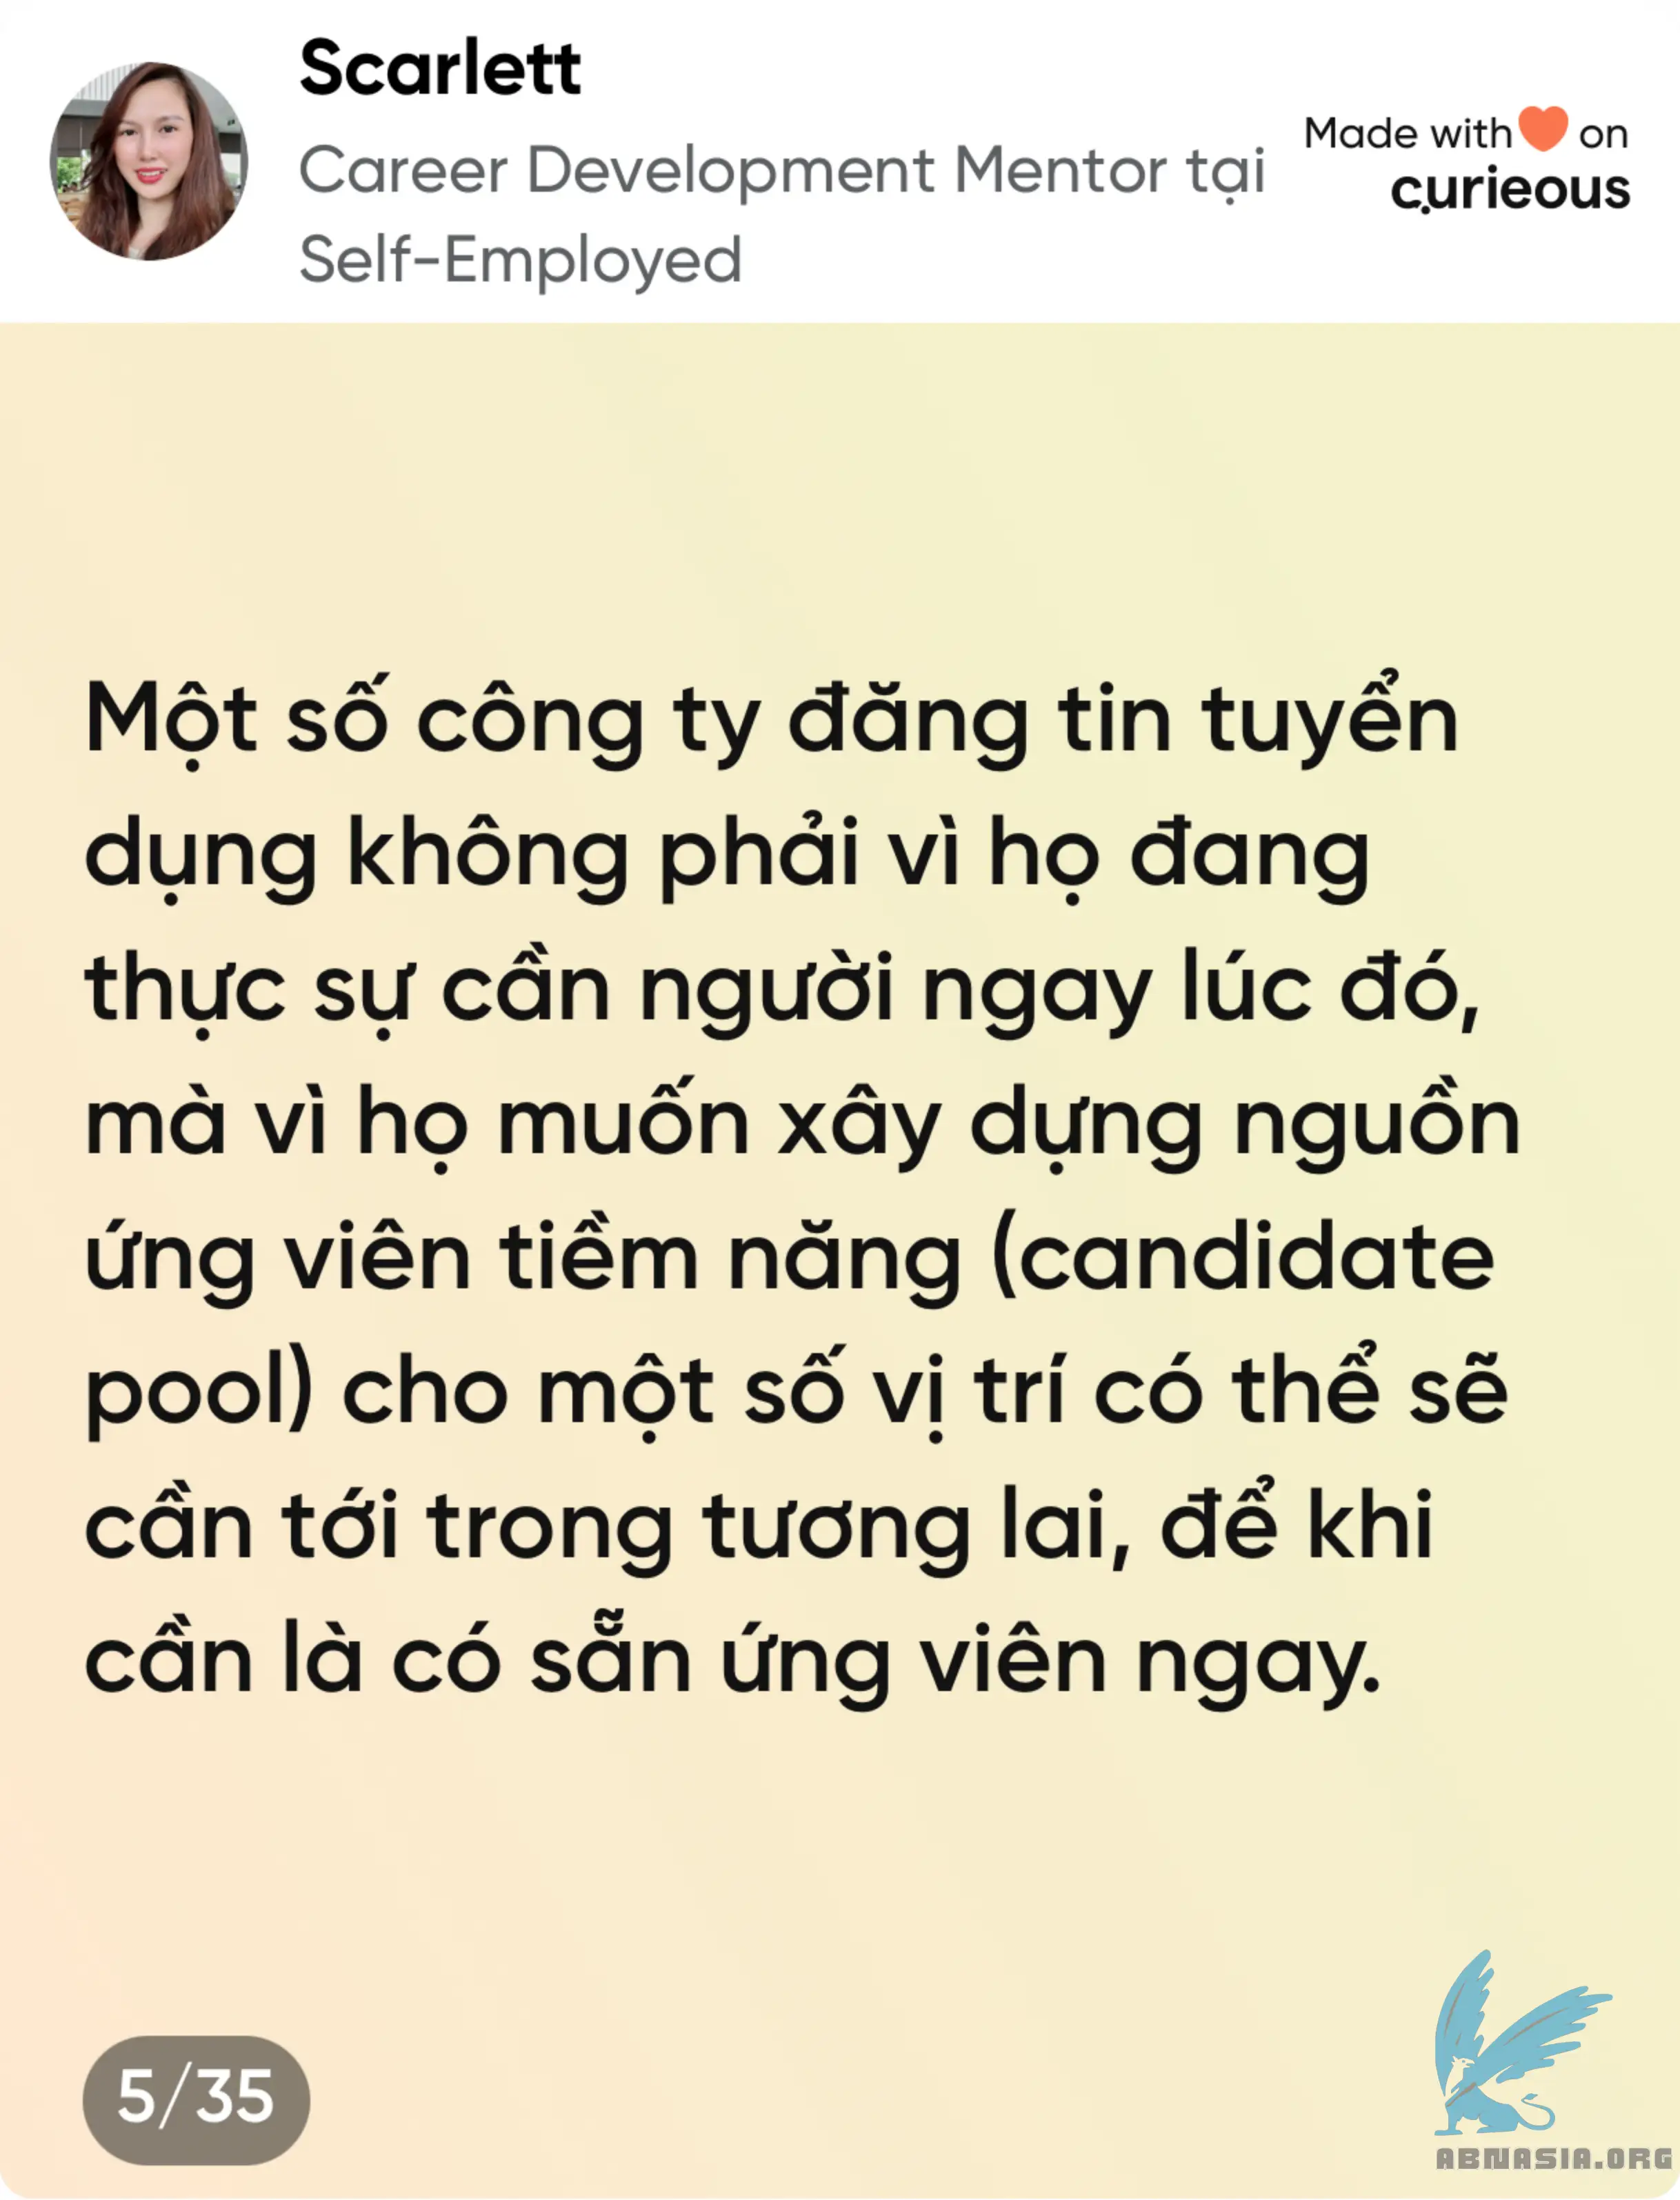 Scarlett
Career Development Mentor tại
Self-Employed
Made with on
curieous
Một số công ty đăng tin tuyển
dụng không phải vì họ đang
thực sự cần người ngay lúc đó,
mà vì họ muốn xây dựng nguồn
ứng viên tiềm năng (candidate
pool) cho một số vị trí có thể sẽ
cần tới trong tương lai, để khi
cần là có sẵn ứng viên ngay.
5/35
ABNASIA.ORG